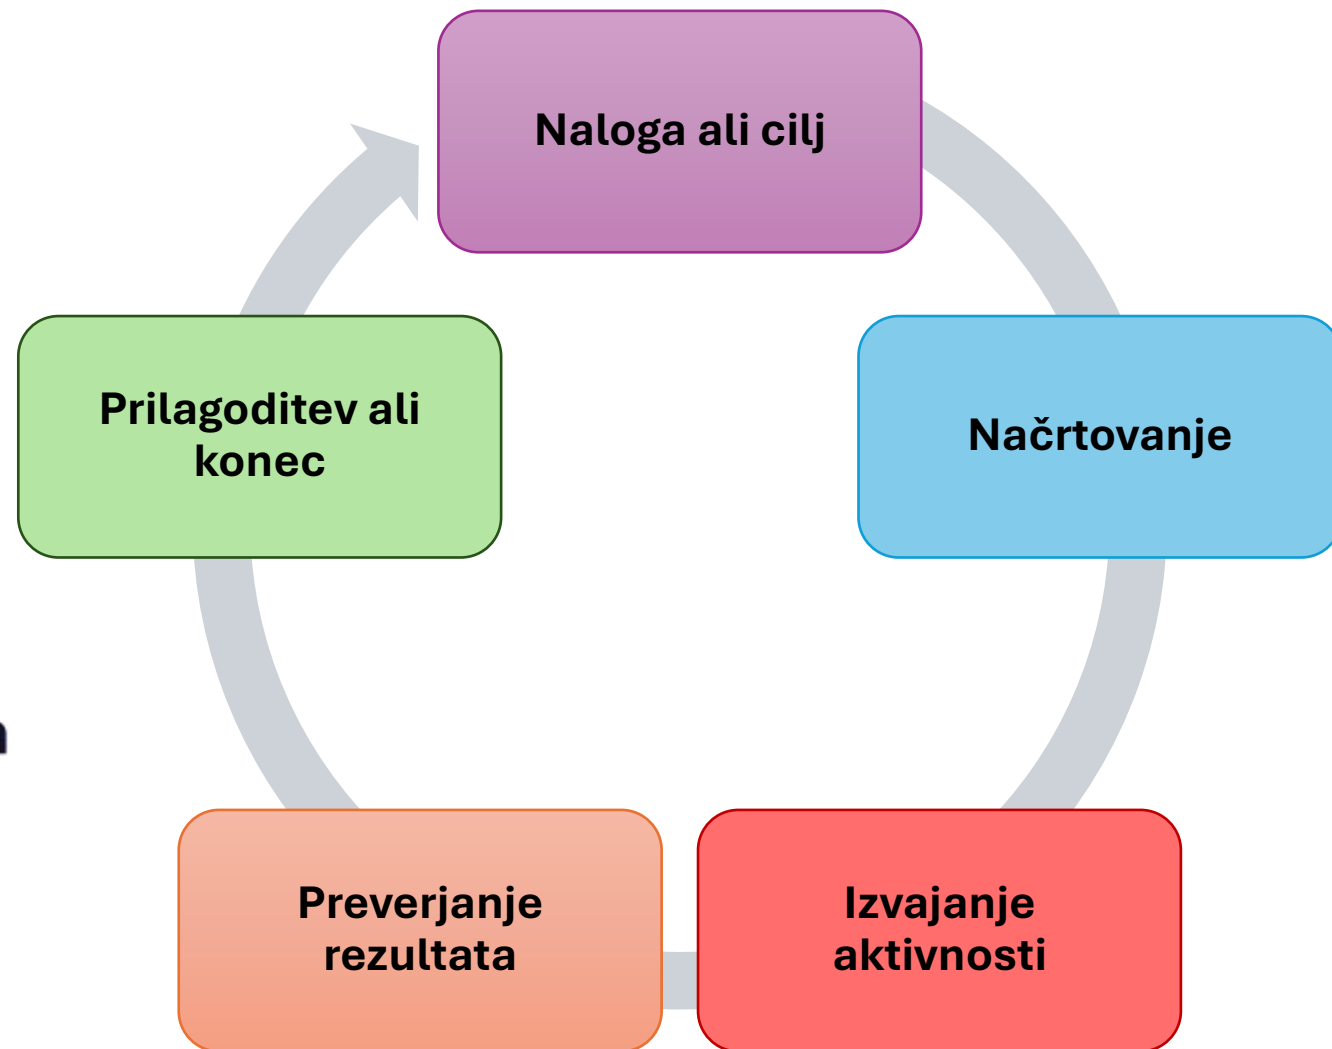 Naloga ali cilj
Načrtovanje
Izvajanje
aktivnosti
Preverjanje
rezultata
Prilagoditev ali
konec